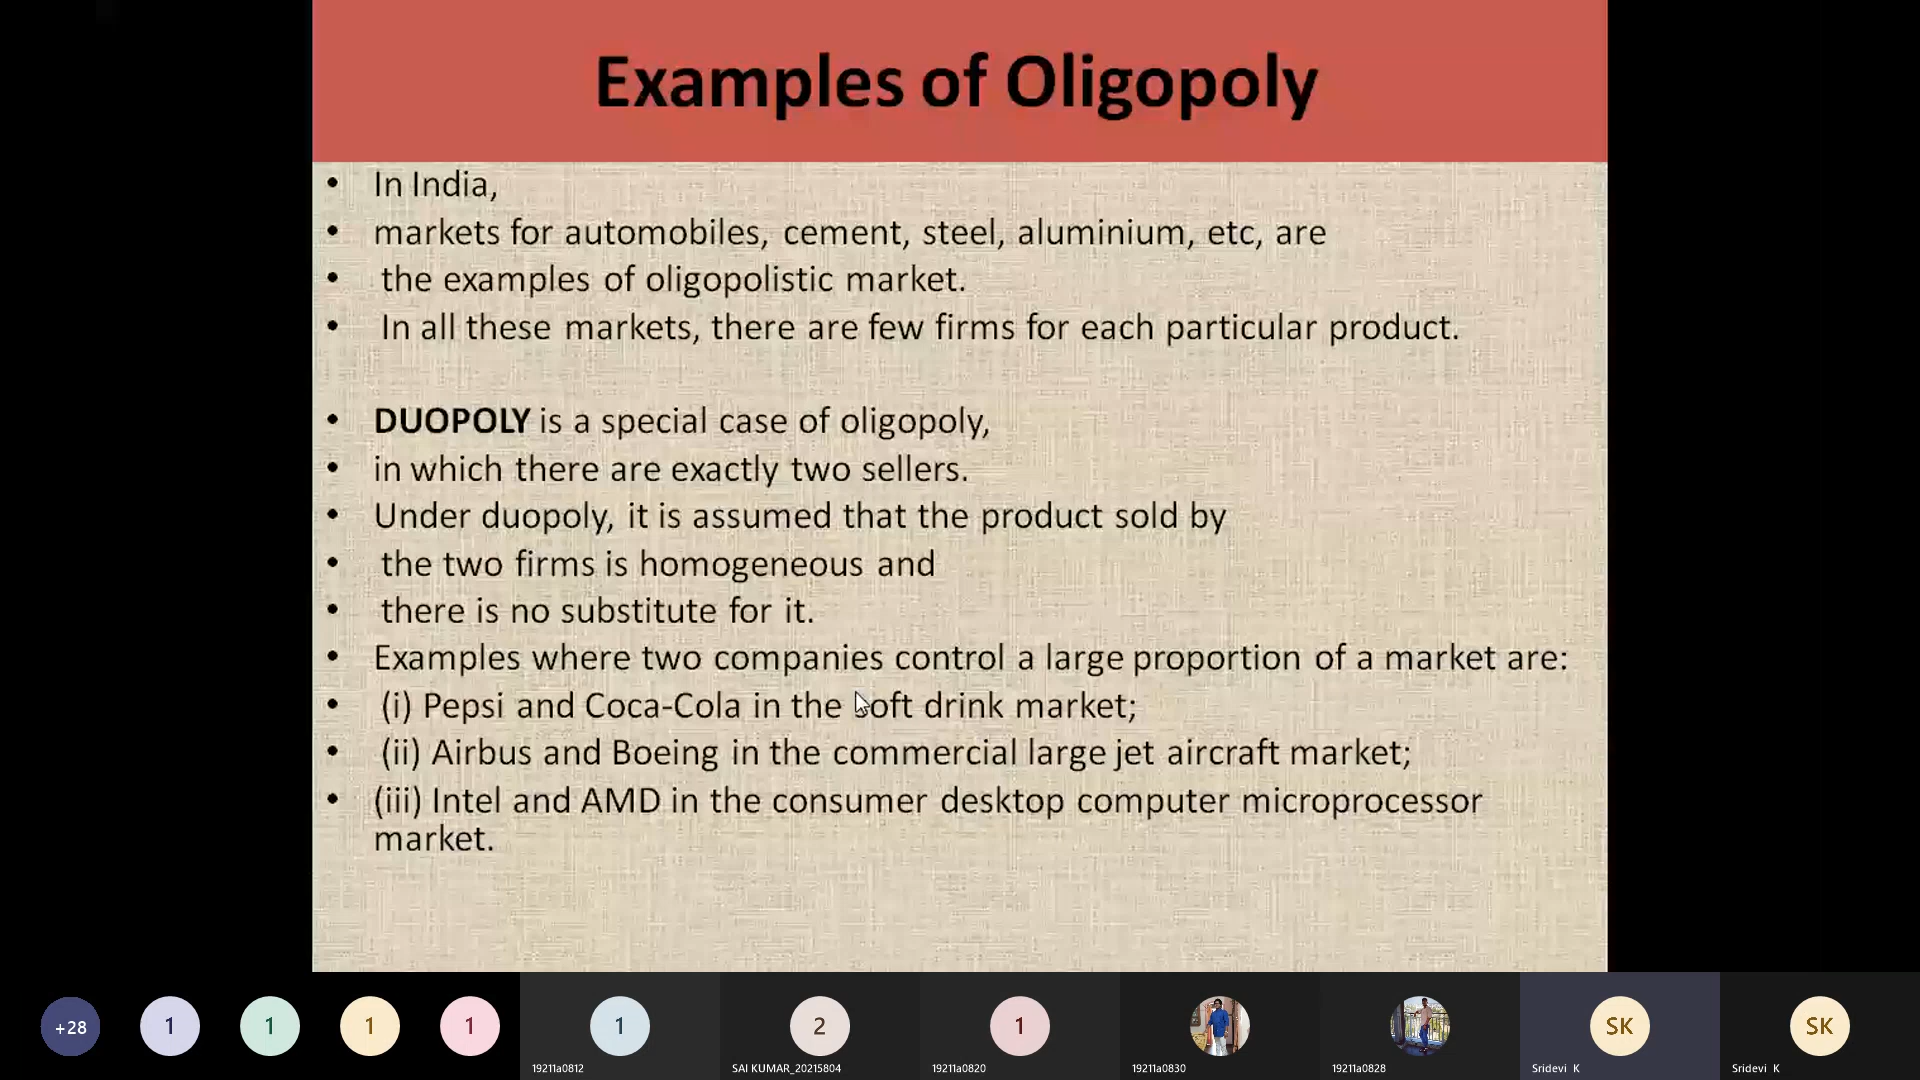 Examples of Oligopoly
• In India,
• markets for automobiles, cement, steel, aluminium, etc, are
• the examples of oligopolistic market.
• In all these markets, there are few firms for each particular product.
• DUOPOLY is a special case of oligopoly,
• in which there are exactly two sellers.
• Under duopoly, it is assumed that the product sold by
• the two firms is homogeneous and
• there is no substitute for it.
• Examples where two companies control a large proportion of a market are:
• (i) Pepsi and Coca-Cola in the soft drink market;
• (ii) Airbus and Boeing in the commercial large jet aircraft market;
• (iii) Intel and AMD in the consumer desktop computer microprocessor
market.
+28 1 1 1 1 1 2 1 SK SK
19211a0812 SAI KUMAR_20215804 19211a0820 19211a0830 19211a0828 Sridevi K Sridevi K